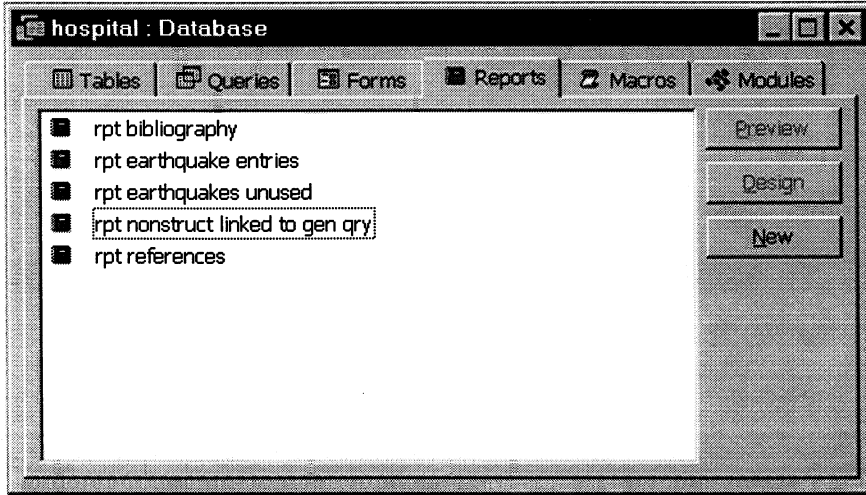 hospital : Database
Tables Queries Forms Reports Macros Modules
rpt bibliography
rpt earthquake entries
rpt earthquakes unused
rpt nonstruct linked to gen qry
rpt references
Preview
Design
New